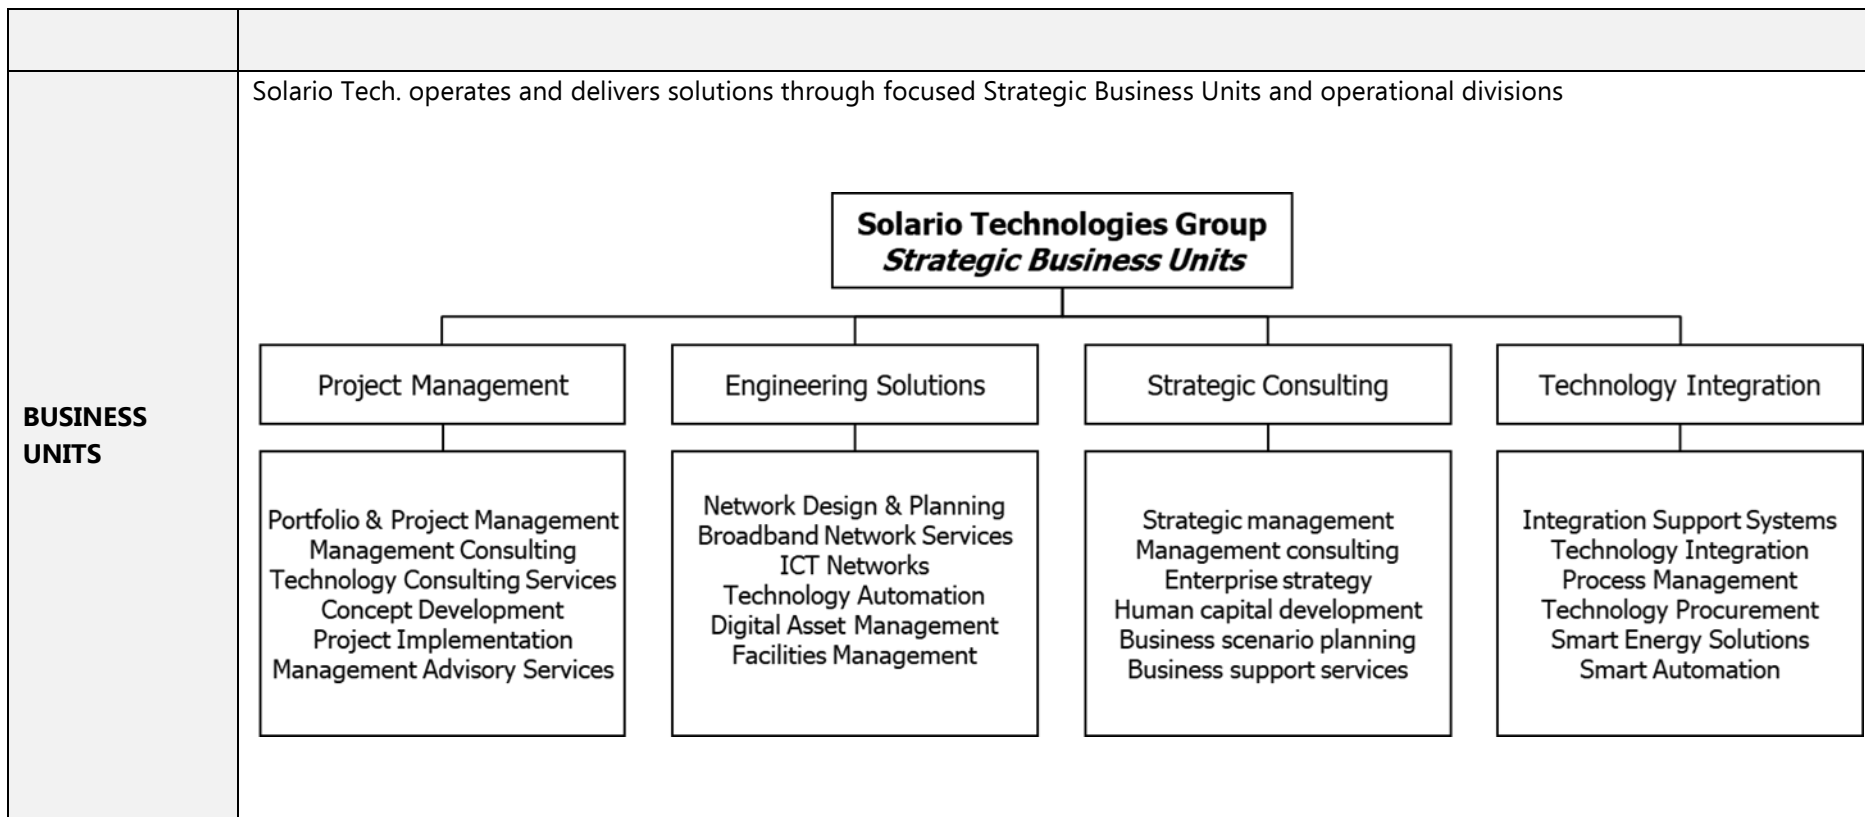 Solario Tech. operates and delivers solutions through focused Strategic Business Units and operational divisions
BUSINESS
UNITS
Solario Technologies Group
Strategic Business Units
Project Management
Portfolio & Project Management
Management Consulting
Technology Consulting Services
Concept Development
Project Implementation
Management Advisory Services
Engineering Solutions
Network Design & Planning
Broadband Network Services
ICT Networks
Technology Automation
Digital Asset Management
Facilities Management
Strategic Consulting
Strategic management
Management consulting
Enterprise strategy
Human capital development
Business scenario planning
Business support services
Technology Integration
Integration Support Systems
Technology Integration
Process Management
Technology Procurement
Smart Energy Solutions
Smart Automation